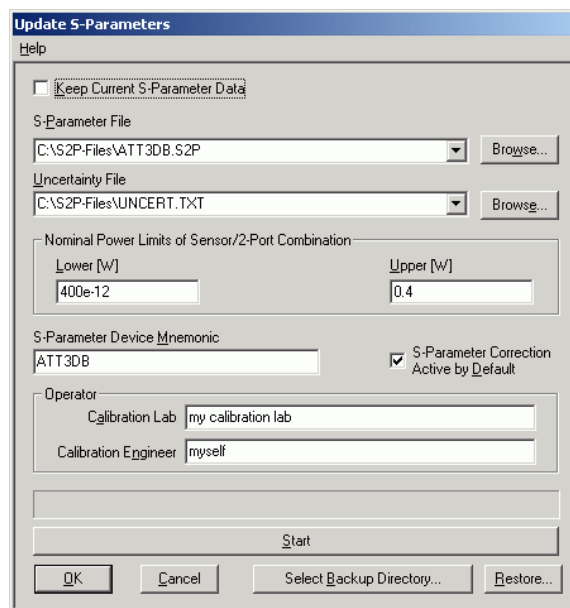 Update S-Parameters
Help
Keep Current S-Parameter Data
S-Parameter File
C:\S2P-Files\ATT3DB.S2P
Browse...
Uncertainty File
C:\S2P-Files\UNCERT.TXT
Browse...
Nominal Power Limits of Sensor/2-Port Combination
Lower [W]
Upper [W]
400e-12
0.4
S-Parameter Device Mnemonic
ATT3DB
S-Parameter Correction
Active by Default
Operator
Calibration Lab
my calibration lab
Calibration Engineer
myself
Start
OK
Cancel
Select Backup Directory...
Restore...